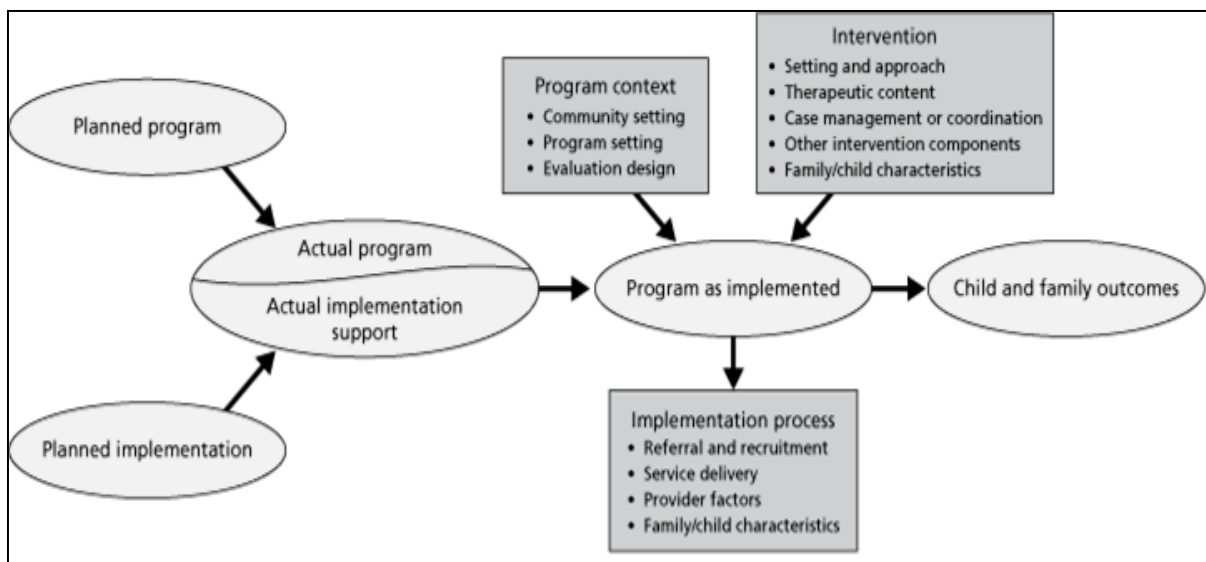 Planned program
Planned implementation
Actual program
Actual implementation
support
Program context
• Community setting
• Program setting
• Evaluation design
Intervention
• Setting and approach
• Therapeutic content
• Case management or coordination
• Other intervention components
• Family/child characteristics
Program as implemented
Child and family outcomes
Implementation process
• Referral and recruitment
• Service delivery
• Provider factors
• Family/child characteristics